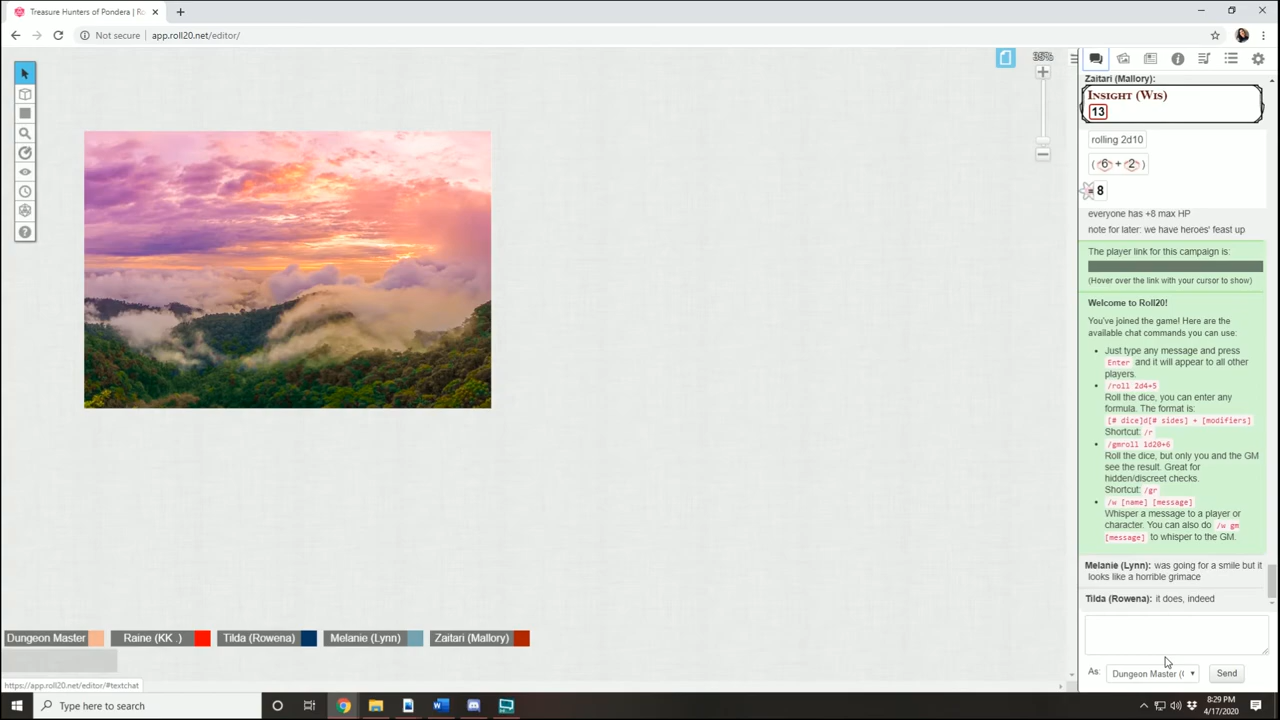 Treasure Hunters of Pondera | Ro
Not secure | app.roll20.net/editor/
35%
Zaitari (Mallory):
INSIGHT (WIS)
13
rolling 2d10
( 6 + 2 )
= 8
everyone has +8 max HP
note for later: we have heroes' feast up
The player link for this campaign is:
(Hover over the link with your cursor to show)
Welcome to Roll20!
You've joined the game! Here are the
available chat commands you can use:
• Just type any message and press
Enter and it will appear to all other
players.
• /roll 2d4+5
Roll the dice, you can enter any
formula. The format is:
[# dice]d[# sides] + [modifiers]
Shortcut: /r
• /gmroll 1d20+6
Roll the dice, but only you and the GM
see the result. Great for
hidden/discreet checks.
Shortcut: /gr
• /w [name] [message]
Whisper a message to a player or
character. You can also do /w gm
[message] to whisper to the GM.
Melanie (Lynn): was going for a smile but it
looks like a horrible grimace
Tilda (Rowena): it does, indeed
Dungeon Master
Raine (KK .)
Tilda (Rowena)
Melanie (Lynn)
Zaitari (Mallory)
As: Dungeon Master (
Send
https://app.roll20.net/editor/#textchat
Type here to search
8:29 PM
4/17/2020